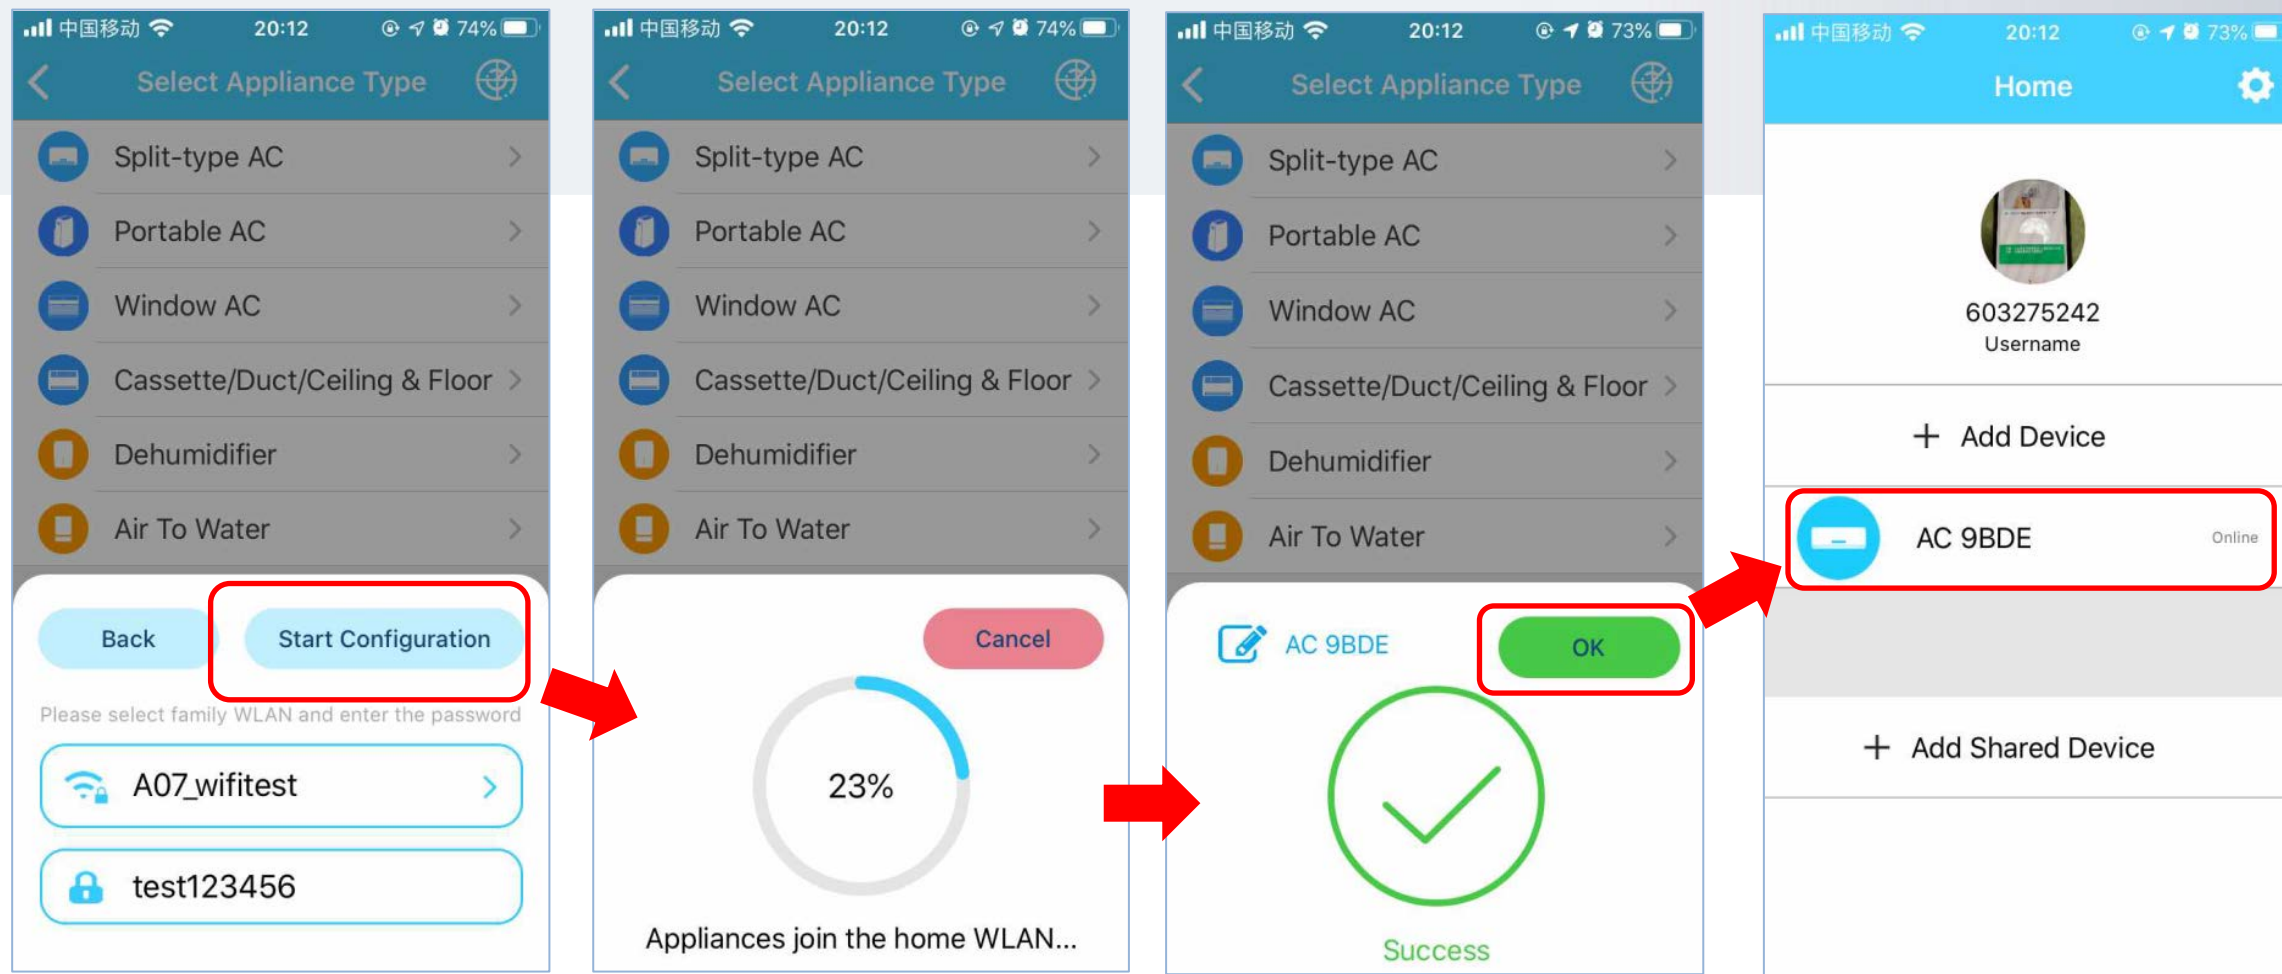 中国移动 20:12 74%
Select Appliance Type
Split-type AC
Portable AC
Window AC
Cassette/Duct/Ceiling & Floor
Dehumidifier
Air To Water
Back Start Configuration
Please select family WLAN and enter the password
A07_wifitest
test123456
中国移动 20:12 74%
Select Appliance Type
Split-type AC
Portable AC
Window AC
Cassette/Duct/Ceiling & Floor
Dehumidifier
Air To Water
Cancel
23%
Appliances join the home WLAN...
中国移动 20:12 73%
Select Appliance Type
Split-type AC
Portable AC
Window AC
Cassette/Duct/Ceiling & Floor
Dehumidifier
Air To Water
AC 9BDE OK
Success
中国移动 20:12 73%
Home
603275242
Username
+ Add Device
AC 9BDE Online
+ Add Shared Device